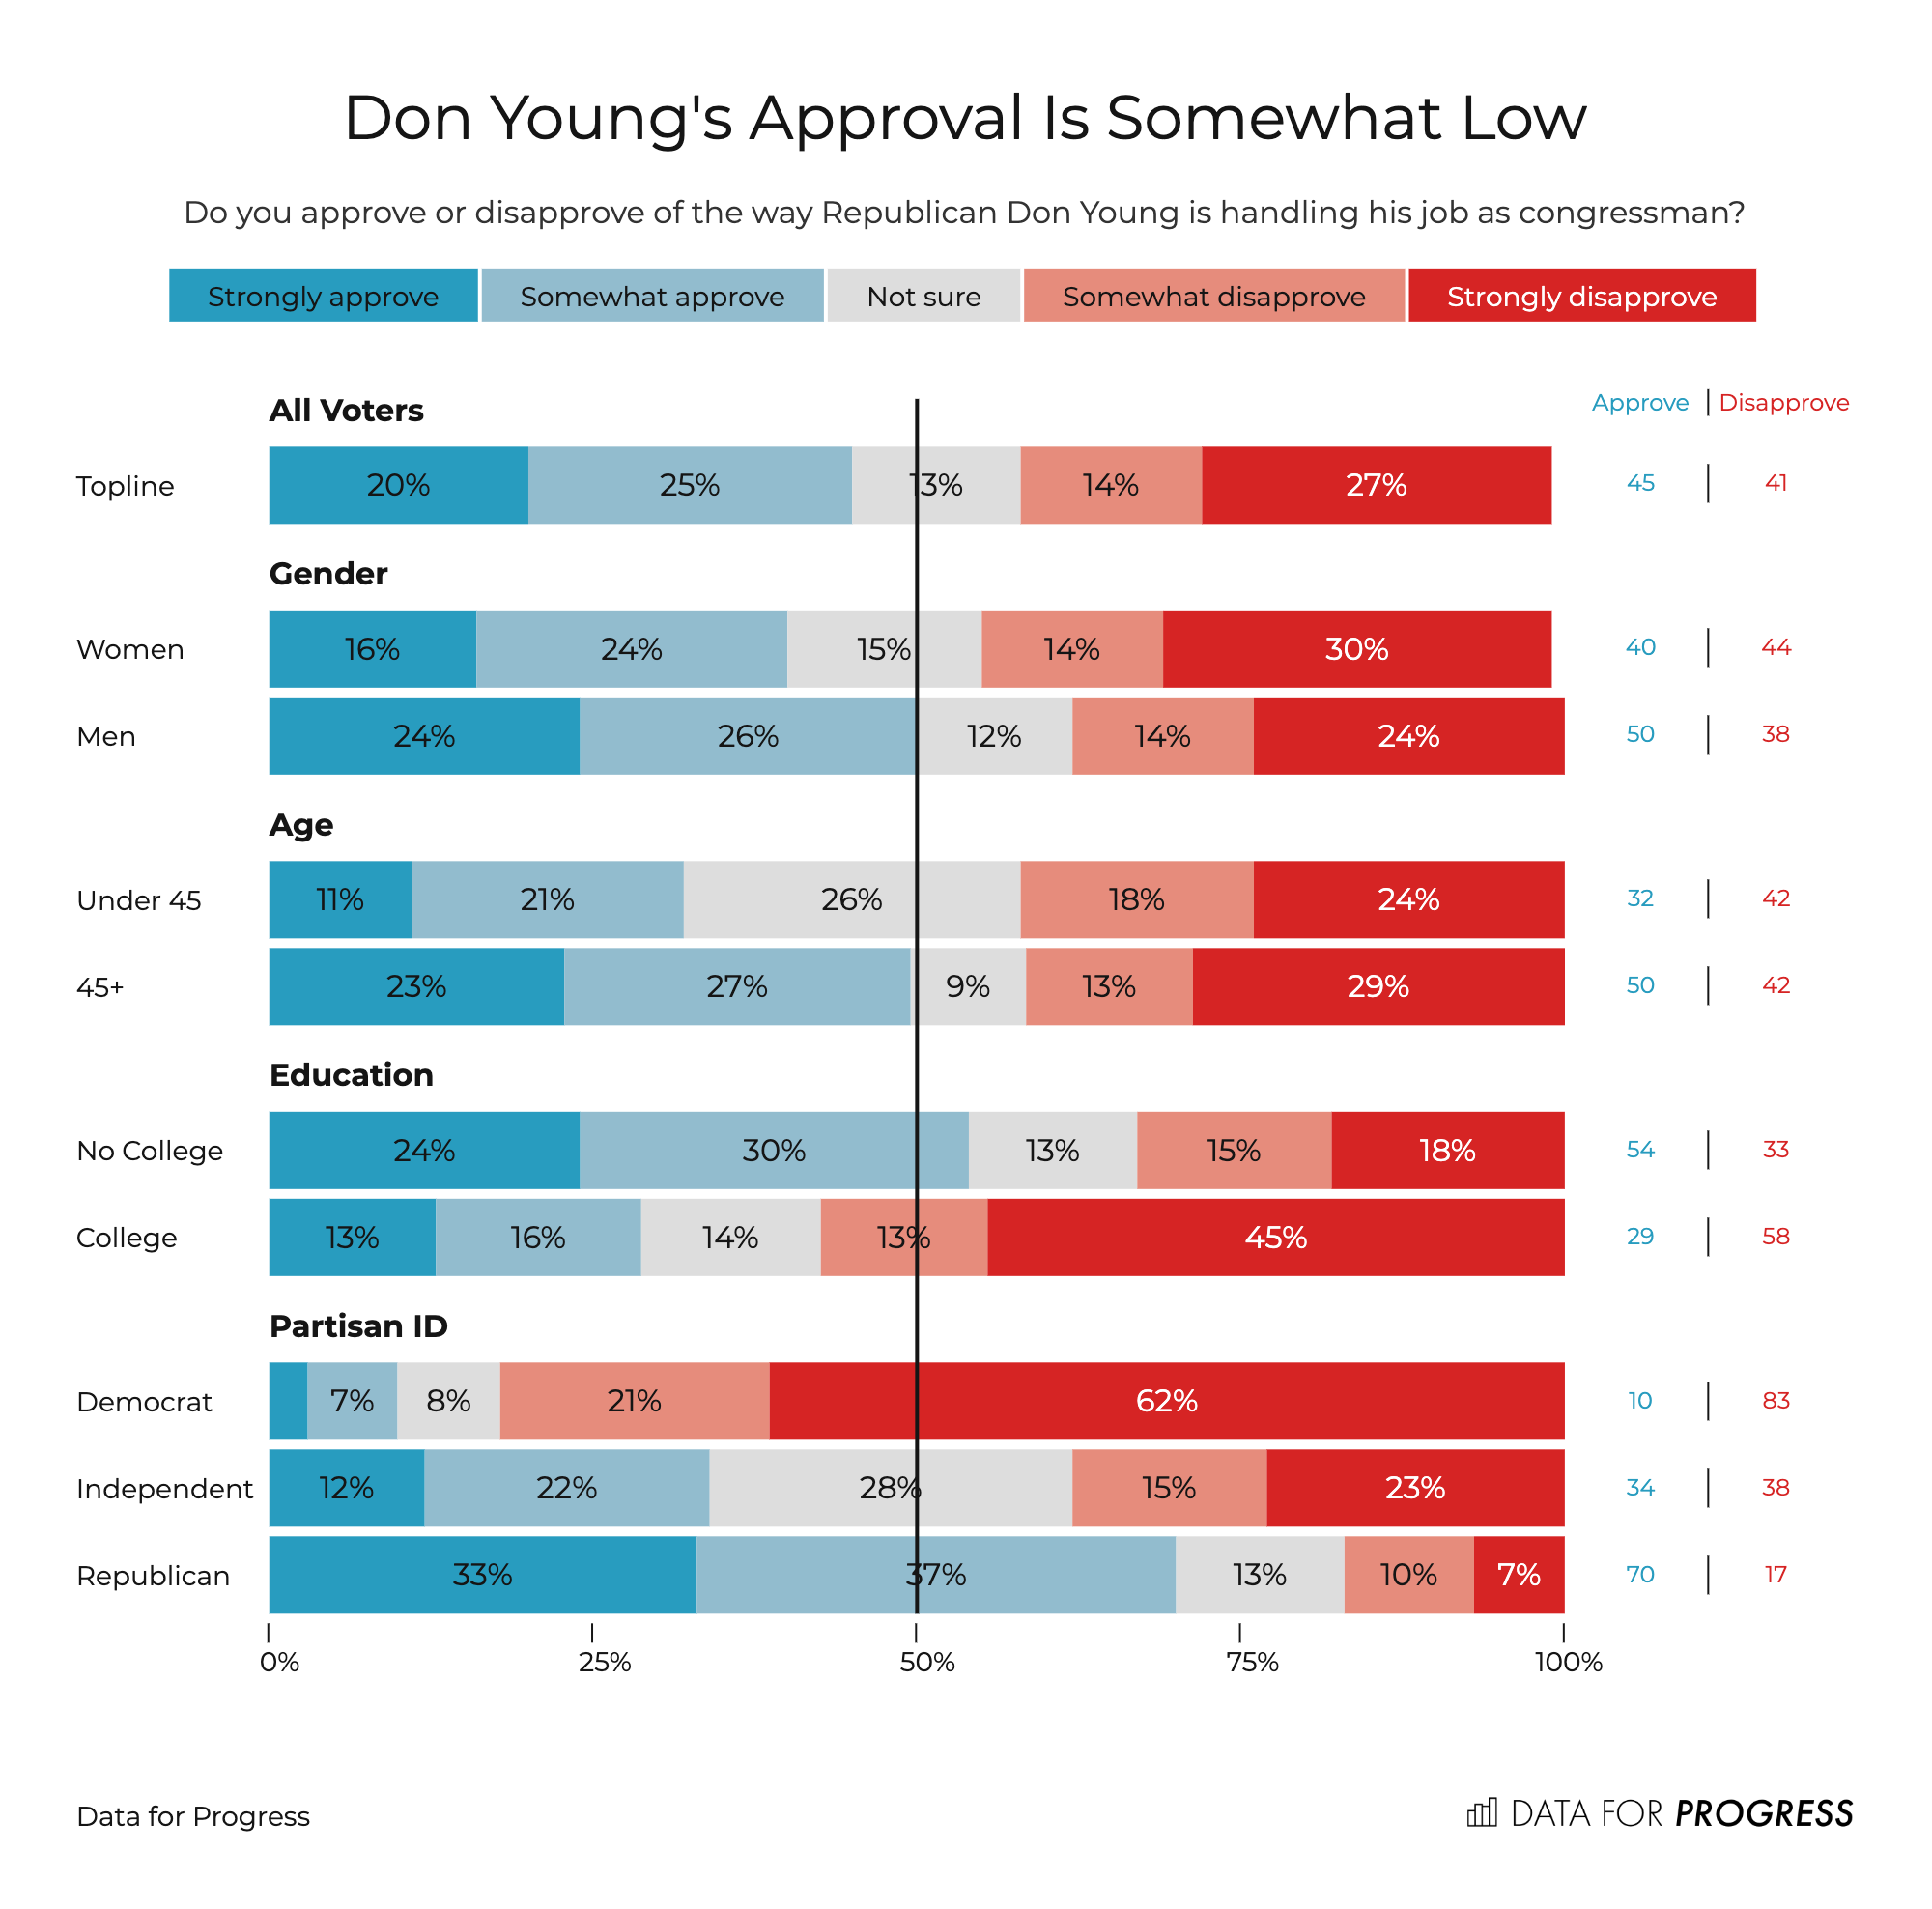 Don Young's Approval Is Somewhat Low
Do you approve or disapprove of the way Republican Don Young is handling his job as congressman?
Strongly approve Somewhat approve Not sure Somewhat disapprove Strongly disapprove
All Voters Approve Disapprove
Topline 20% 25% 13% 14% 27% 45 41
Gender
Women 16% 24% 15% 14% 30% 40 44
Men 24% 26% 12% 14% 24% 50 38
Age
Under 45 11% 21% 26% 18% 24% 32 42
45+ 23% 27% 9% 13% 29% 50 42
Education
No College 24% 30% 13% 15% 18% 54 33
College 13% 16% 14% 13% 45% 29 58
Partisan ID
Democrat 7% 8% 21% 62% 10 83
Independent 12% 22% 28% 15% 23% 34 38
Republican 33% 37% 13% 10% 7% 70 17
0% 25% 50% 75% 100%
Data for Progress DATA FOR PROGRESS